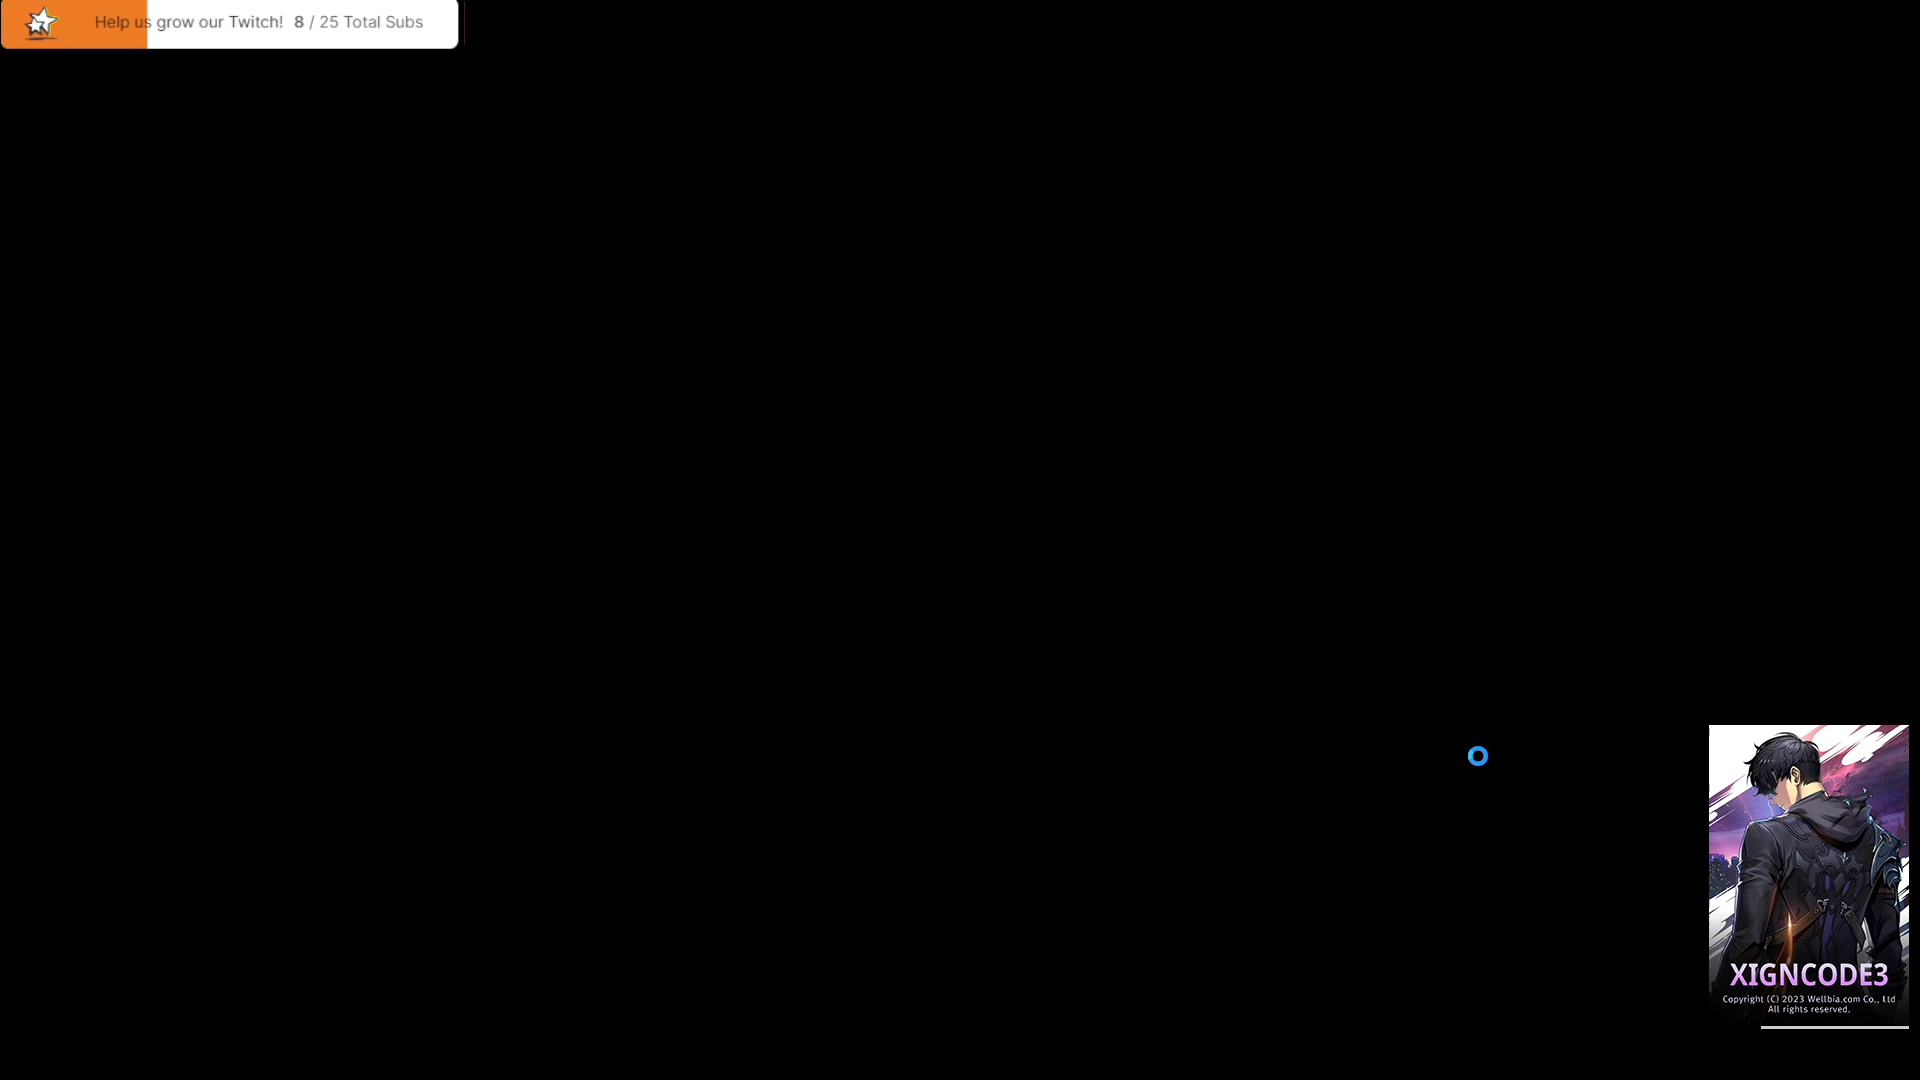 Help us grow our Twitch! 8 / 25 Total Subs
XIGNCODE3
Copyright (C) 2023 Wellbia.com Co., Ltd
All rights reserved.